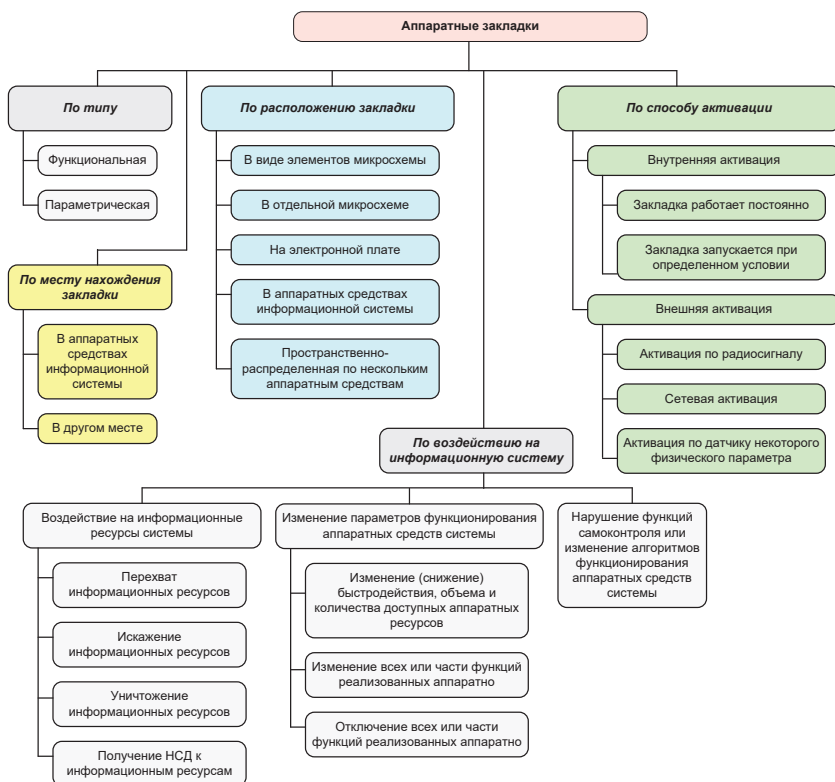 Аппаратные закладки
По типу
Функциональная
Параметрическая
По месту нахождения
закладки
В аппаратных
средствах
информационной
системы
В другом месте
По расположению закладки
В виде элементов микросхемы
В отдельной микросхеме
На электронной плате
В аппаратных средствах
информационной системы
Пространственно-
распределенная по нескольким
аппаратным средствам
По способу активации
Внутренняя активация
Закладка работает постоянно
Закладка запускается при
определенном условии
Внешняя активация
Активация по радиосигналу
Сетевая активация
Активация по датчику некоторого
физического параметра
По воздействию на
информационную систему
Воздействие на информационные
ресурсы системы
Перехват
информационных ресурсов
Искажение
информационных ресурсов
Уничтожение
информационных ресурсов
Получение НСД к
информационным ресурсам
Изменение параметров функционирования
аппаратных средств системы
Изменение (снижение)
быстродействия, объема и
количества доступных аппаратных
ресурсов
Изменение всех или части функций
реализованных аппаратно
Отключение всех или части
функций реализованных аппаратно
Нарушение функций
самоконтроля или
изменение алгоритмов
функционирования
аппаратных средств
системы